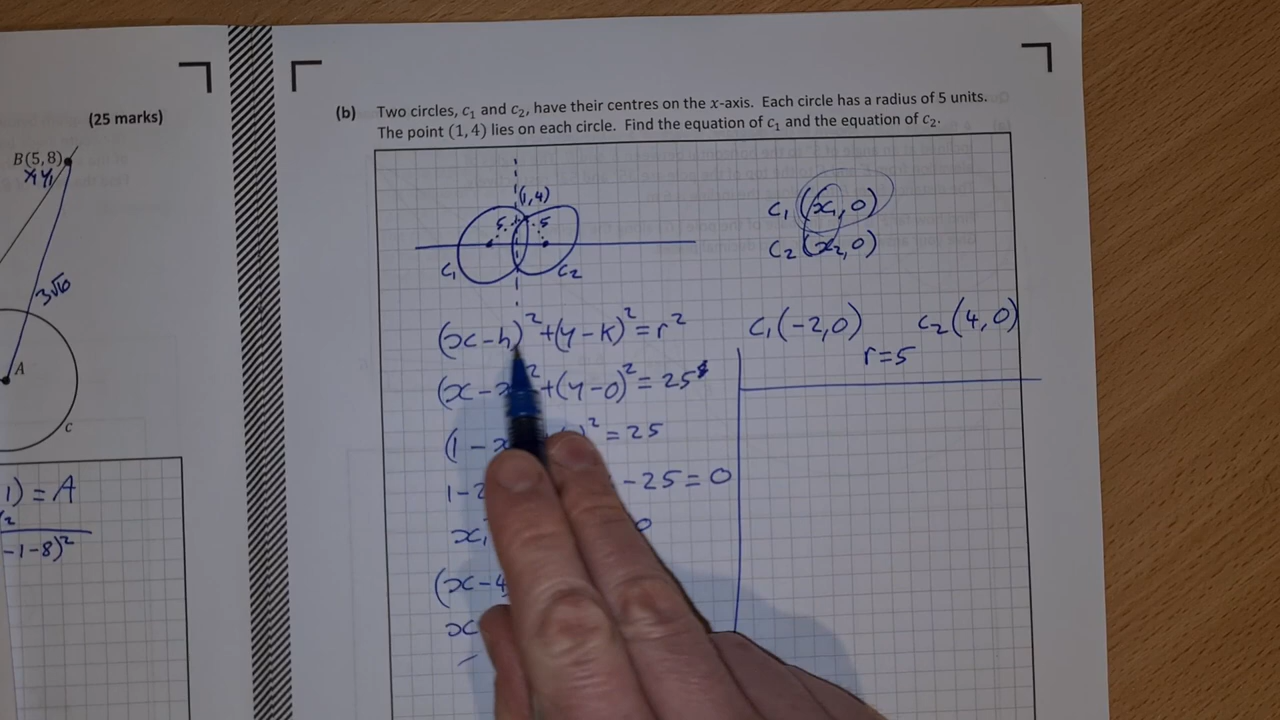 (25 marks)
B(5,8)
x₁ y₁
3√10
A
c
1) = A
-1-8)²
(b) Two circles, c₁ and c₂, have their centres on the x-axis. Each circle has a radius of 5 units.
The point (1, 4) lies on each circle. Find the equation of c₁ and the equation of c₂.
(1,4)
5 5
C₁ C₂
C₁ (x₁,0)
C₂ (x₂,0)
(x-h)²+(y-k)²=r²
(x- +(y-0)²=25
(1-x )²=25
1-2 -25=0
x₁ 0
(x-4
x
-
C₁(-2,0) C₂(4,0)
r=5